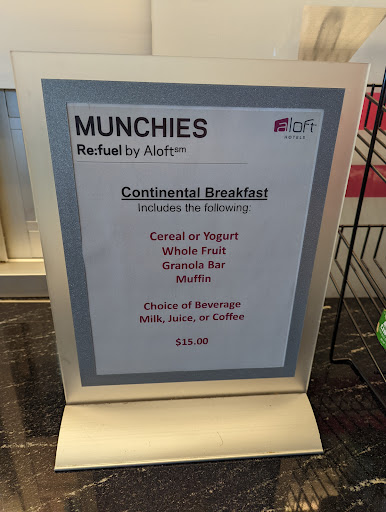 MUNCHIES
Re:fuel by Aloft℠
aloft
HOTELS
Continental Breakfast
Includes the following:
Cereal or Yogurt
Whole Fruit
Granola Bar
Muffin
Choice of Beverage
Milk, Juice, or Coffee
$15.00